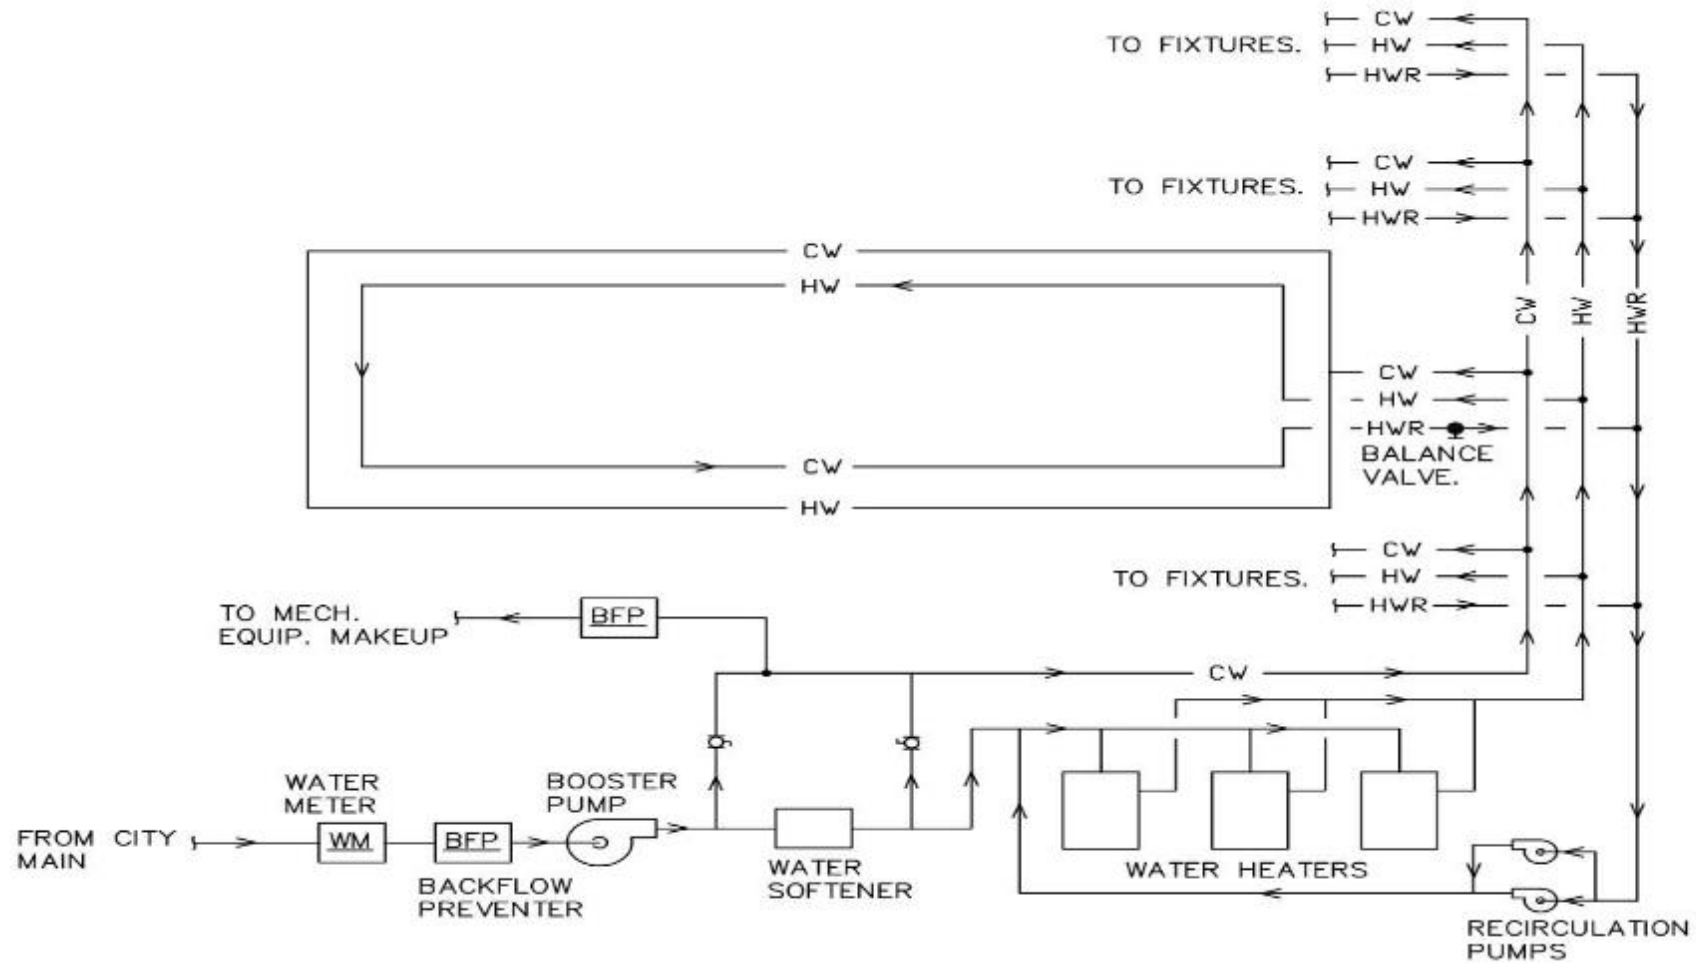 CW
TO FIXTURES. HW
HWR
CW
TO FIXTURES. HW
HWR
CW
HW
CW
HW
HWR
CW
HW
HWR
BALANCE
VALVE.
CW
HW
CW
TO FIXTURES. HW
HWR
TO MECH.
EQUIP. MAKEUP
BFP
CW
WATER
METER
BOOSTER
PUMP
FROM CITY
MAIN
WM
BFP
BACKFLOW
PREVENTER
WATER
SOFTENER
WATER HEATERS
RECIRCULATION
PUMPS